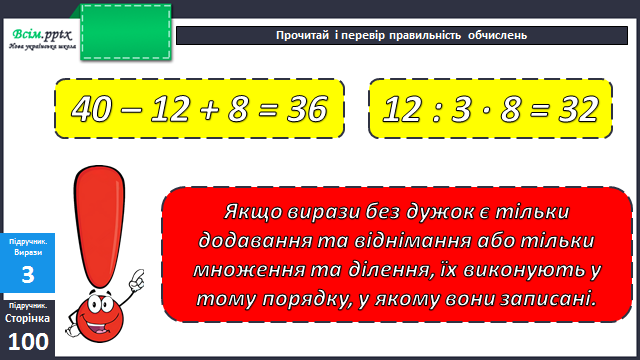 Всім.pptx
Нова українська школа
Прочитай і перевір правильність обчислень
40 – 12 + 8 = 36
12 : 3 · 8 = 32
Якщо вирази без дужок є тільки
додавання та віднімання або тільки
множення та ділення, їх виконують у
тому порядку, у якому вони записані.
Підручник.
Вирази
3
Підручник.
Сторінка
100